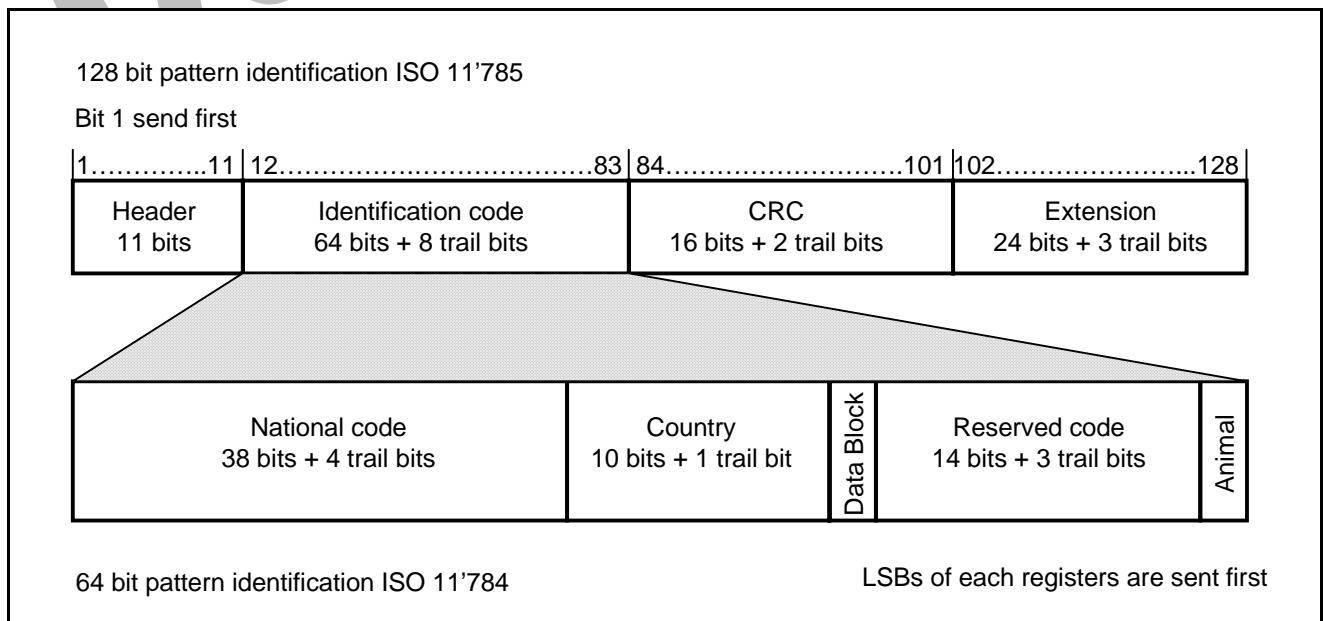 128 bit pattern identification ISO 11'785
Bit 1 send first
1…………..11 12……………………………83 84……………………….101 102…………………...128
Header
11 bits
Identification code
64 bits + 8 trail bits
CRC
16 bits + 2 trail bits
Extension
24 bits + 3 trail bits
National code
38 bits + 4 trail bits
Country
10 bits + 1 trail bit
Data Block
Reserved code
14 bits + 3 trail bits
Animal
64 bit pattern identification ISO 11'784
LSBs of each registers are sent first